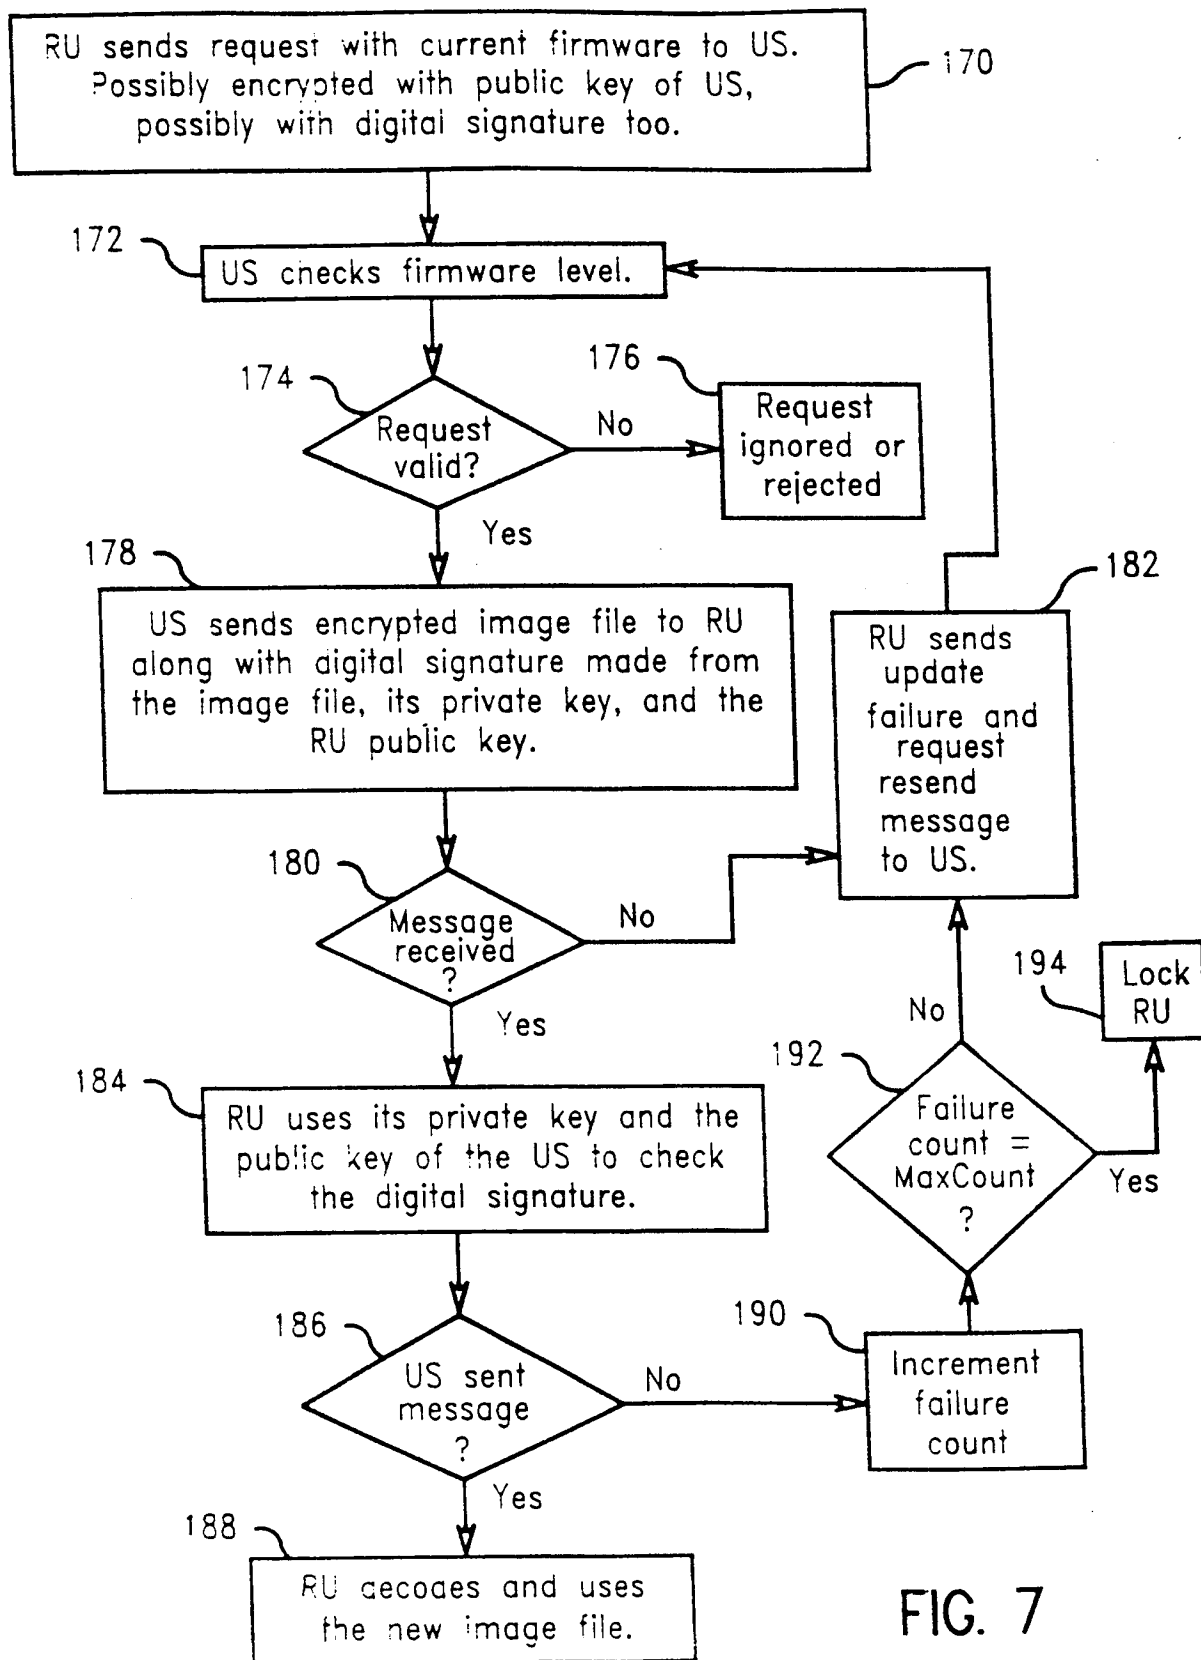 RU sends request with current firmware to US.
Possibly encrypted with public key of US,
possibly with digital signature too.
170
172
US checks firmware level.
174
Request
valid?
No
176
Request
ignored or
rejected
Yes
178
US sends encrypted image file to RU
along with digital signature made from
the image file, its private key, and the
RU public key.
182
RU sends
update
failure and
request
resend
message
to US.
180
Message
received
?
No
Yes
184
RU uses its private key and the
public key of the US to check
the digital signature.
No
194
Lock
RU
192
Failure
count =
MaxCount
?
Yes
186
US sent
message
?
No
190
Increment
failure
count
Yes
188
RU decodes and uses
the new image file.
FIG. 7